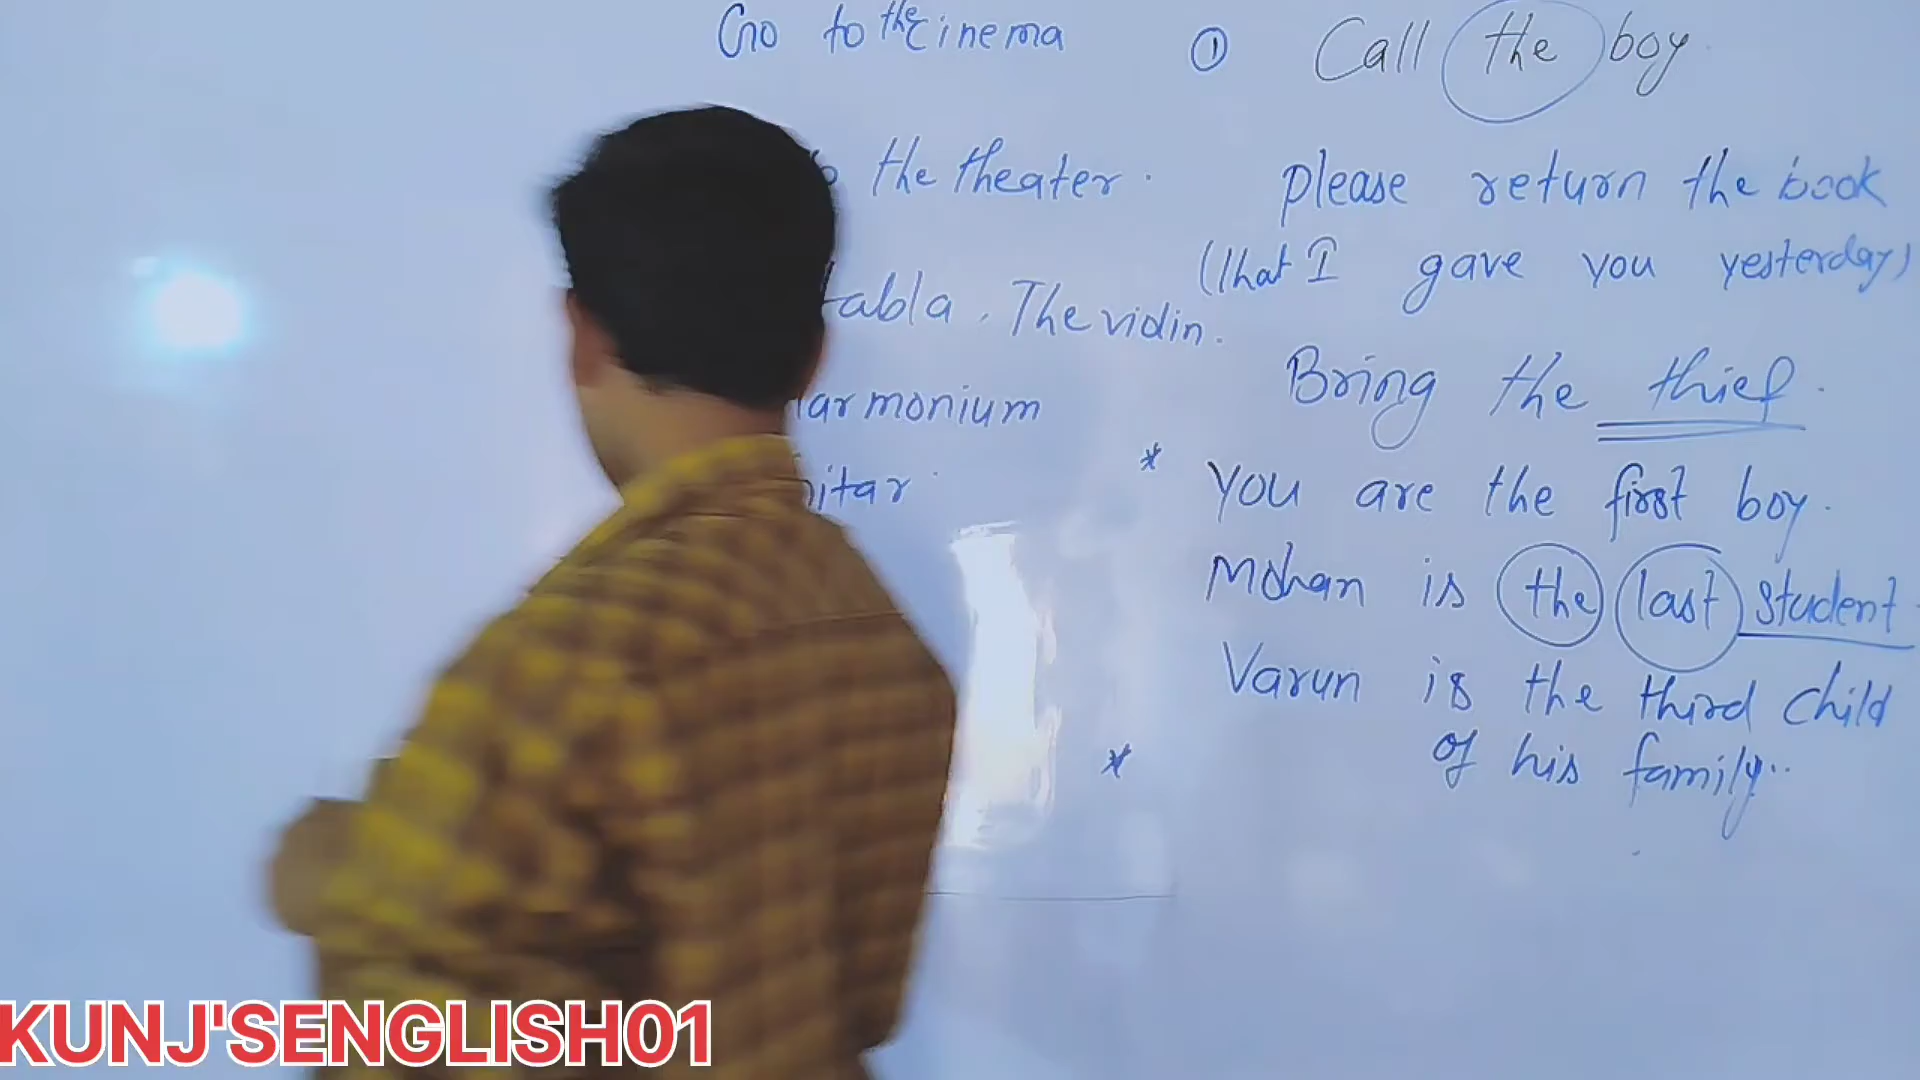 Go to the cinema
the theater.
tabla. The violin.
armonium
itar
① Call the boy
please return the book
(that I gave you yesterday)
Bring the thief.
* You are the first boy.
Mohan is the last student
Varun is the third child
of his family..
*
KUNJ'SENGLISH01